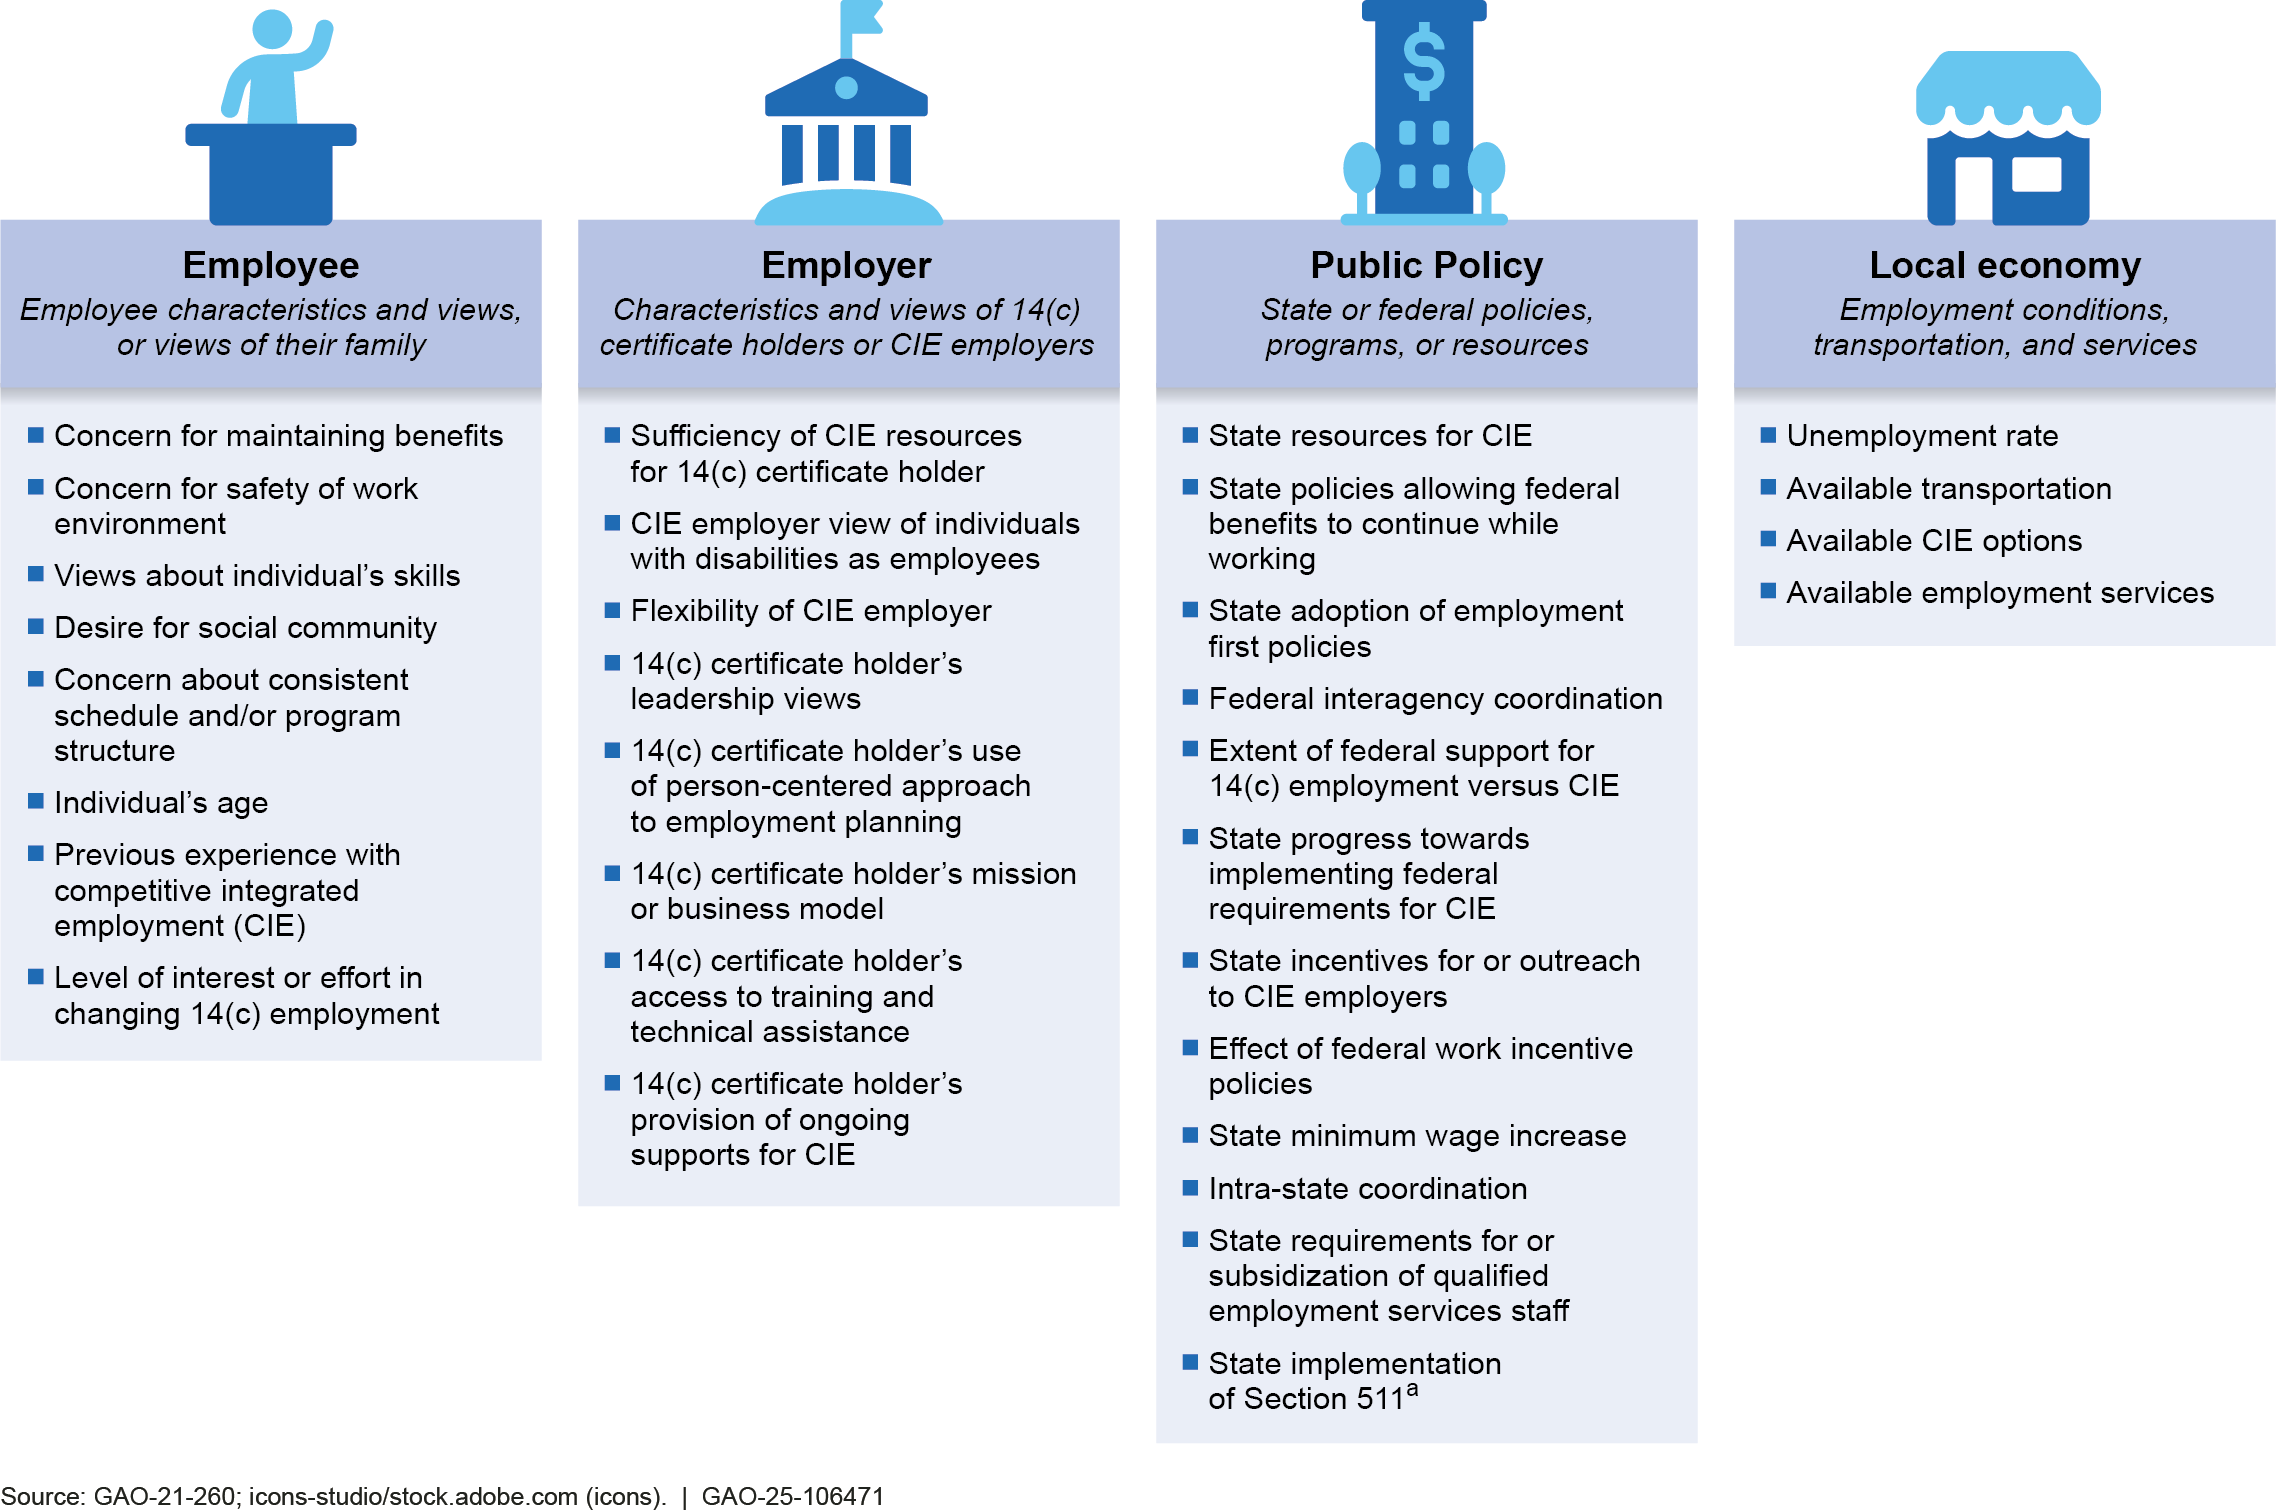 Employee
Employee characteristics and views,
or views of their family
■ Concern for maintaining benefits
■ Concern for safety of work
environment
■ Views about individual’s skills
■ Desire for social community
■ Concern about consistent
schedule and/or program
structure
■ Individual’s age
■ Previous experience with
competitive integrated
employment (CIE)
■ Level of interest or effort in
changing 14(c) employment
Employer
Characteristics and views of 14(c)
certificate holders or CIE employers
■ Sufficiency of CIE resources
for 14(c) certificate holder
■ CIE employer view of individuals
with disabilities as employees
■ Flexibility of CIE employer
■ 14(c) certificate holder’s
leadership views
■ 14(c) certificate holder’s use
of person-centered approach
to employment planning
■ 14(c) certificate holder’s mission
or business model
■ 14(c) certificate holder’s
access to training and
technical assistance
■ 14(c) certificate holder’s
provision of ongoing
supports for CIE
$
Public Policy
State or federal policies,
programs, or resources
■ State resources for CIE
■ State policies allowing federal
benefits to continue while
working
■ State adoption of employment
first policies
■ Federal interagency coordination
■ Extent of federal support for
14(c) employment versus CIE
■ State progress towards
implementing federal
requirements for CIE
■ State incentives for or outreach
to CIE employers
■ Effect of federal work incentive
policies
■ State minimum wage increase
■ Intra-state coordination
■ State requirements for or
subsidization of qualified
employment services staff
■ State implementation
of Section 511ª
Local economy
Employment conditions,
transportation, and services
■ Unemployment rate
■ Available transportation
■ Available CIE options
■ Available employment services
Source: GAO-21-260; icons-studio/stock.adobe.com (icons). | GAO-25-106471